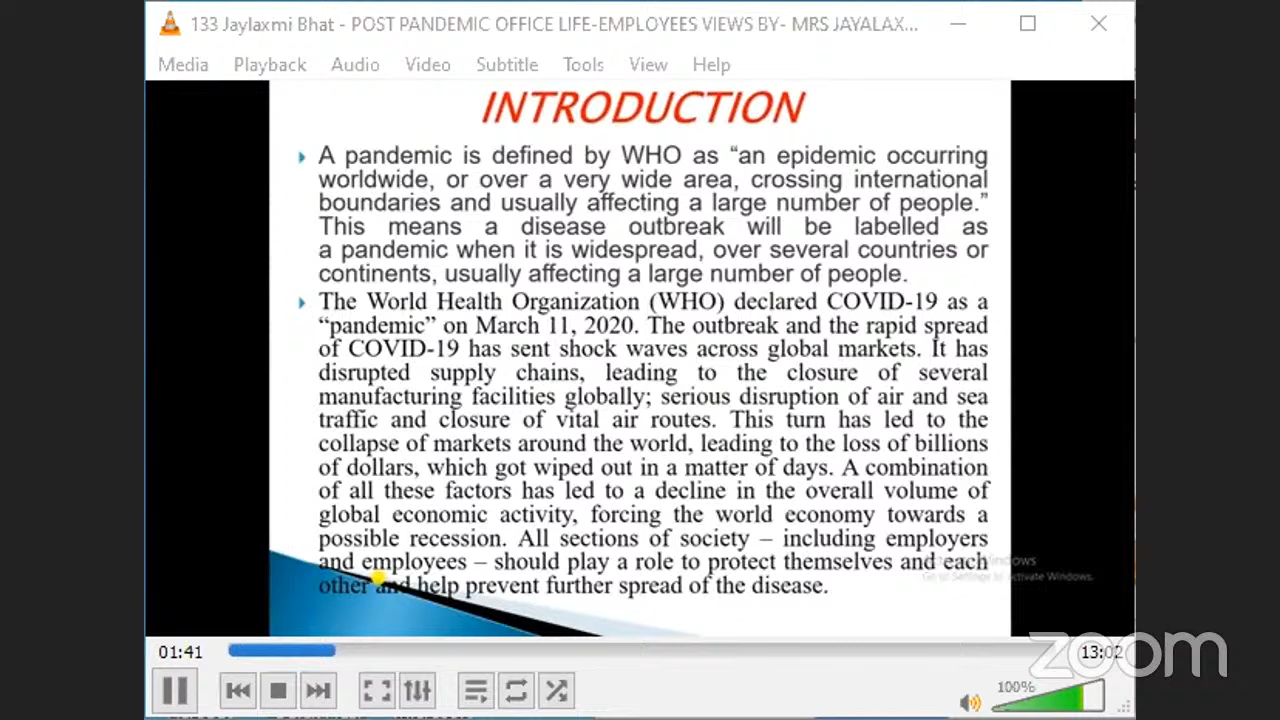 133 Jaylaxmi Bhat - POST PANDEMIC OFFICE LIFE-EMPLOYEES VIEWS BY- MRS JAYALAX...
Media Playback Audio Video Subtitle Tools View Help
INTRODUCTION
A pandemic is defined by WHO as “an epidemic occurring
worldwide, or over a very wide area, crossing international
boundaries and usually affecting a large number of people.”
This means a disease outbreak will be labelled as
a pandemic when it is widespread, over several countries or
continents, usually affecting a large number of people.
The World Health Organization (WHO) declared COVID-19 as a
“pandemic” on March 11, 2020. The outbreak and the rapid spread
of COVID-19 has sent shock waves across global markets. It has
disrupted supply chains, leading to the closure of several
manufacturing facilities globally; serious disruption of air and sea
traffic and closure of vital air routes. This turn has led to the
collapse of markets around the world, leading to the loss of billions
of dollars, which got wiped out in a matter of days. A combination
of all these factors has led to a decline in the overall volume of
global economic activity, forcing the world economy towards a
possible recession. All sections of society – including employers
and employees – should play a role to protect themselves and each
other and help prevent further spread of the disease.
Windows
Go to Settings to activate Windows.
01:41
13:02
zoom
100%